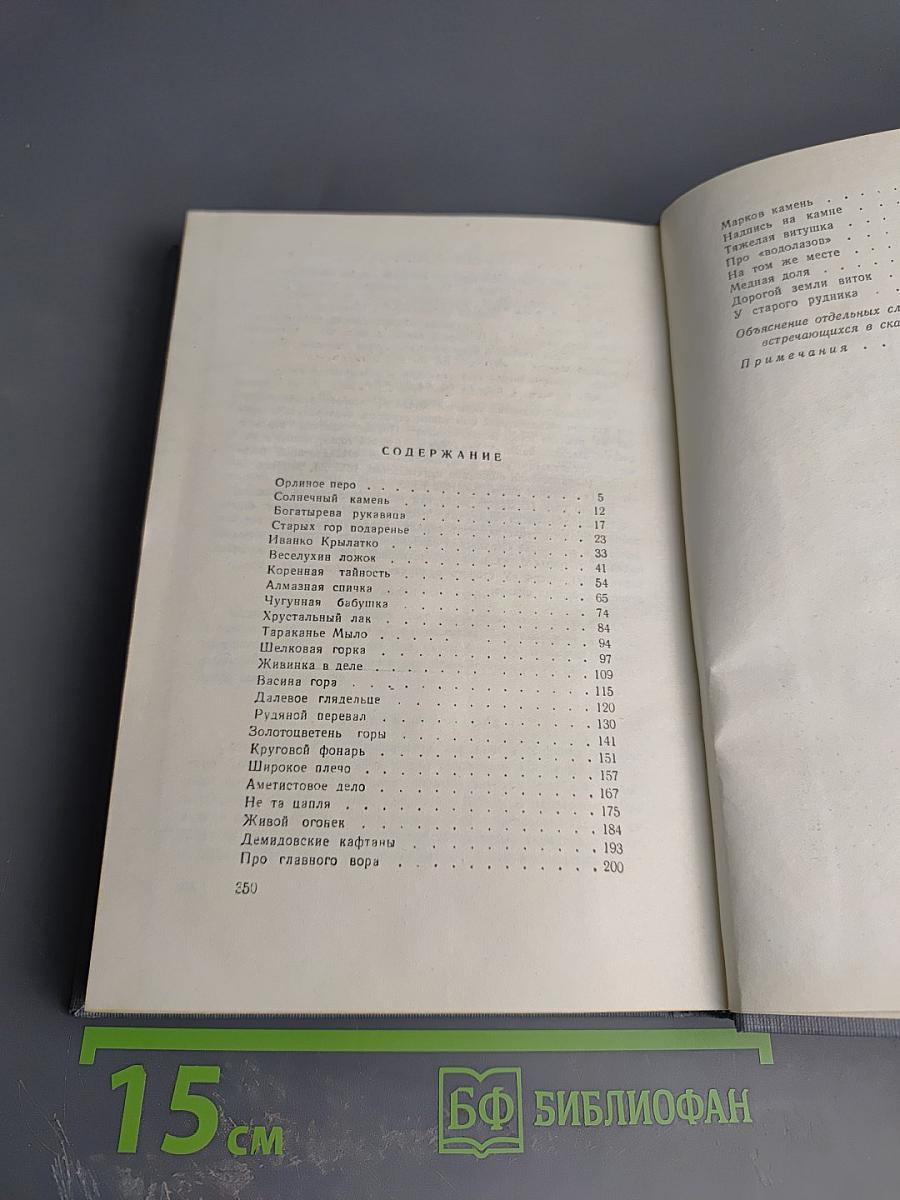 СОДЕРЖАНИЕ
Орлиное перо . . . . . . . . . . . . . . 5
Солнечный камень . . . . . . . . . . . . 12
Богатырева рукавица . . . . . . . . . . . 17
Старых гор подаренье . . . . . . . . . . . 23
Иванко Крылатко . . . . . . . . . . . . 33
Веселухин ложок . . . . . . . . . . . . 41
Коренная тайность . . . . . . . . . . . . 54
Алмазная спичка . . . . . . . . . . . . 65
Чугунная бабушка . . . . . . . . . . . . 74
Хрустальный лак . . . . . . . . . . . . 84
Тараканье Мыло . . . . . . . . . . . . 94
Шелковая горка . . . . . . . . . . . . 97
Живинка в деле . . . . . . . . . . . . 109
Васина гора . . . . . . . . . . . . . 115
Далевое глядельце . . . . . . . . . . . 120
Рудяной перевал . . . . . . . . . . . . 130
Золотоцветень горы . . . . . . . . . . . 141
Круговой фонарь . . . . . . . . . . . . 151
Широкое плечо . . . . . . . . . . . . 157
Аметистовое дело . . . . . . . . . . . . 167
Не та цапля . . . . . . . . . . . . . 175
Живой огонек . . . . . . . . . . . . . 184
Демидовские кафтаны . . . . . . . . . . . 193
Про главного вора . . . . . . . . . . . 200
250
Марков камень . . . . .
Надпись на камне . . . .
Тяжелая витушка . . . .
Про «водолазов» . . . .
На том же месте . . . .
Медная доля . . . . .
Дорогой земли виток . .
У старого рудника . .
Объяснение отдельных
встречающихся в
Примечания . .
15 см
БФ БИБЛИОФАН